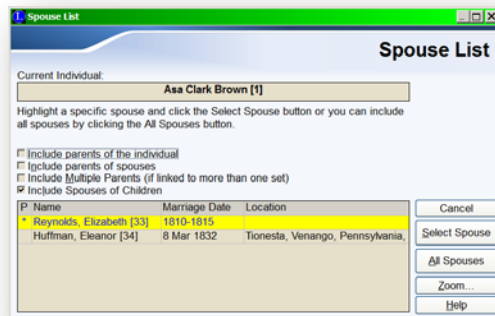 Spouse List
Spouse List
Current Individual:
Asa Clark Brown [1]
Highlight a specific spouse and click the Select Spouse button or you can include
all spouses by clicking the All Spouses button.
Include parents of the individual
Include parents of spouses
Include Multiple Parents (if linked to more than one set)
Include Spouses of Children
P Name Marriage Date Location
* Reynolds, Elizabeth [33] 1810-1815
Huffman, Eleanor [34] 8 Mar 1832 Tionesta, Venango, Pennsylvania,
Cancel
Select Spouse
All Spouses
Zoom...
Help